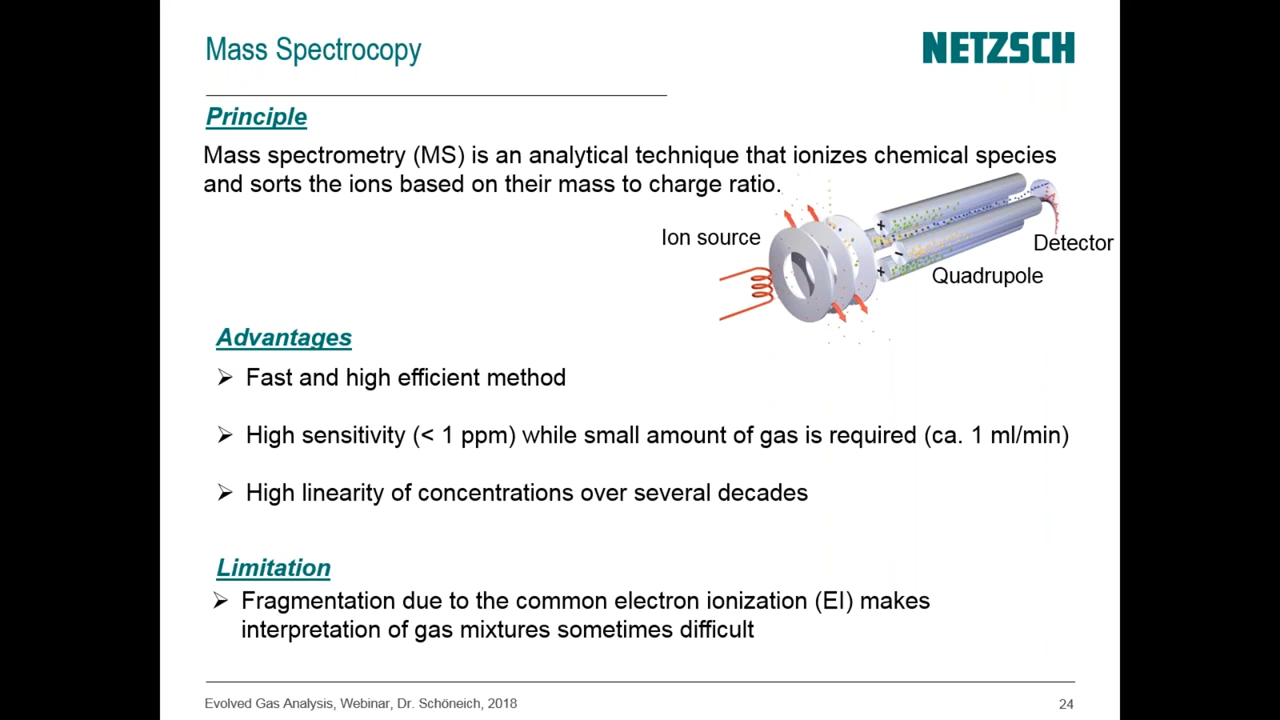 Mass Spectrocopy
NETZSCH
Principle
Mass spectrometry (MS) is an analytical technique that ionizes chemical species
and sorts the ions based on their mass to charge ratio.
Ion source
+
-
+
Detector
Quadrupole
Advantages
➢ Fast and high efficient method
➢ High sensitivity (< 1 ppm) while small amount of gas is required (ca. 1 ml/min)
➢ High linearity of concentrations over several decades
Limitation
➢ Fragmentation due to the common electron ionization (EI) makes
interpretation of gas mixtures sometimes difficult
Evolved Gas Analysis, Webinar, Dr. Schöneich, 2018
24